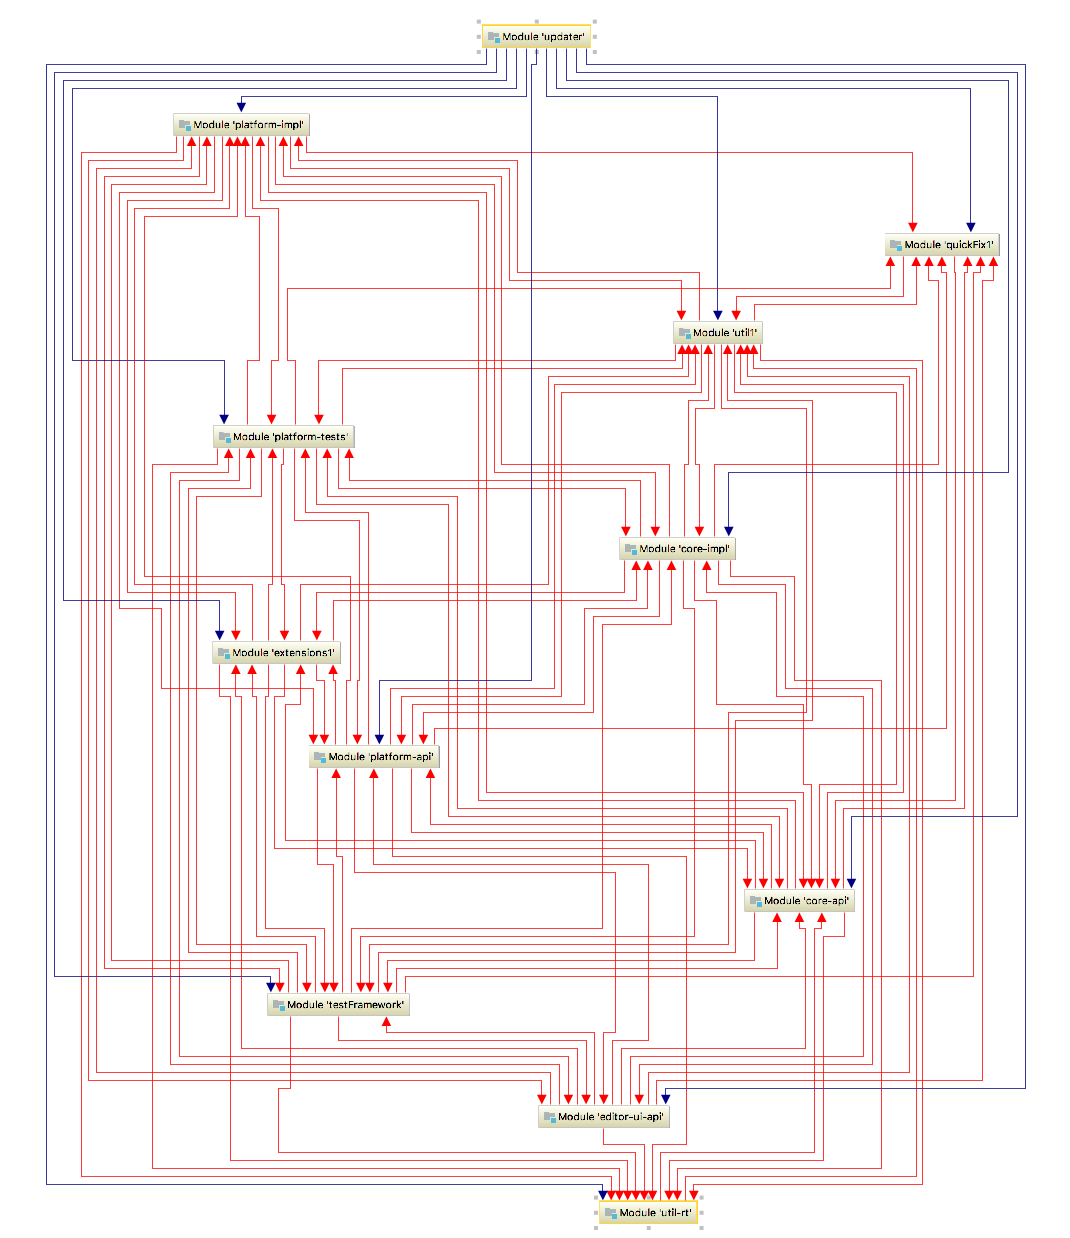 Module 'updater'
Module 'platform-impl'
Module 'quickFix1'
Module 'util1'
Module 'platform-tests'
Module 'core-impl'
Module 'extensions1'
Module 'platform-api'
Module 'core-api'
Module 'testFramework'
Module 'editor-ui-api'
Module 'util-rt'